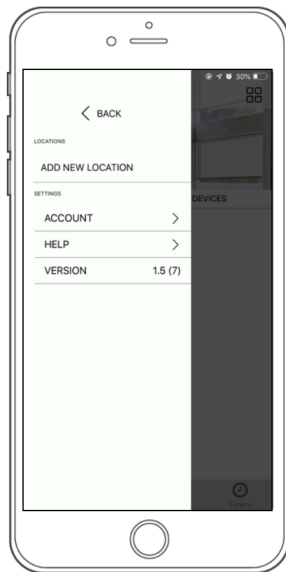 30%
BACK
LOCATIONS
ADD NEW LOCATION
SETTINGS
DEVICES
ACCOUNT
HELP
VERSION 1.5 (7)